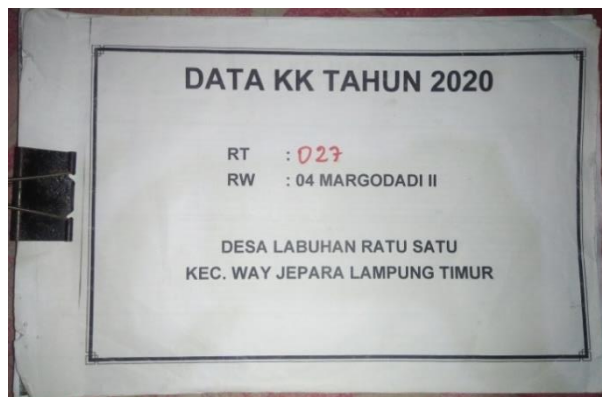 DATA KK TAHUN 2020
RT : 027
RW : 04 MARGODADI II
DESA LABUHAN RATU SATU
KEC. WAY JEPARA LAMPUNG TIMUR